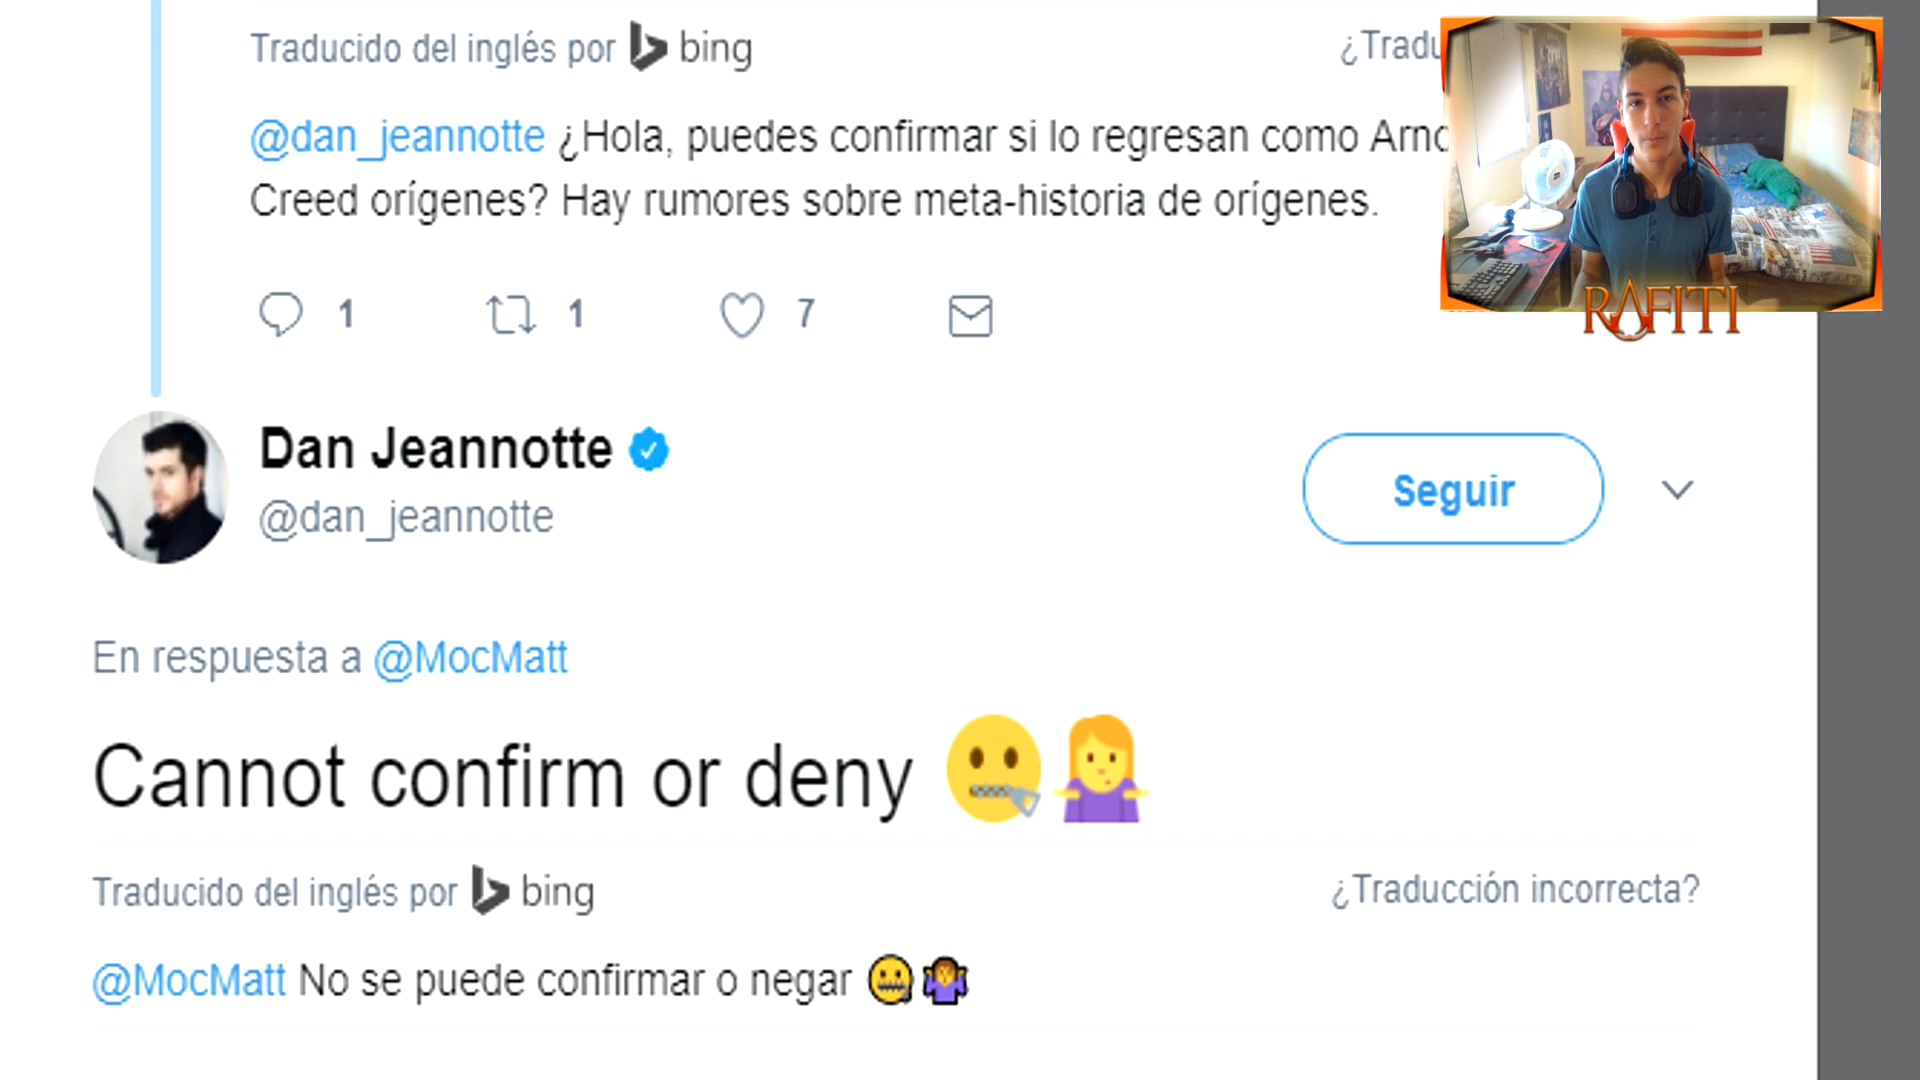 Traducido del inglés por bing
@dan_jeannotte ¿Hola, puedes confirmar si lo regresan como
Creed orígenes? Hay rumores sobre meta-historia de orígenes.
1 1 7
RAFITI
Dan Jeannotte
@dan_jeannotte
Seguir
En respuesta a @MocMatt
Cannot confirm or deny
Traducido del inglés por bing ¿Traducción incorrecta?
@MocMatt No se puede confirmar o negar